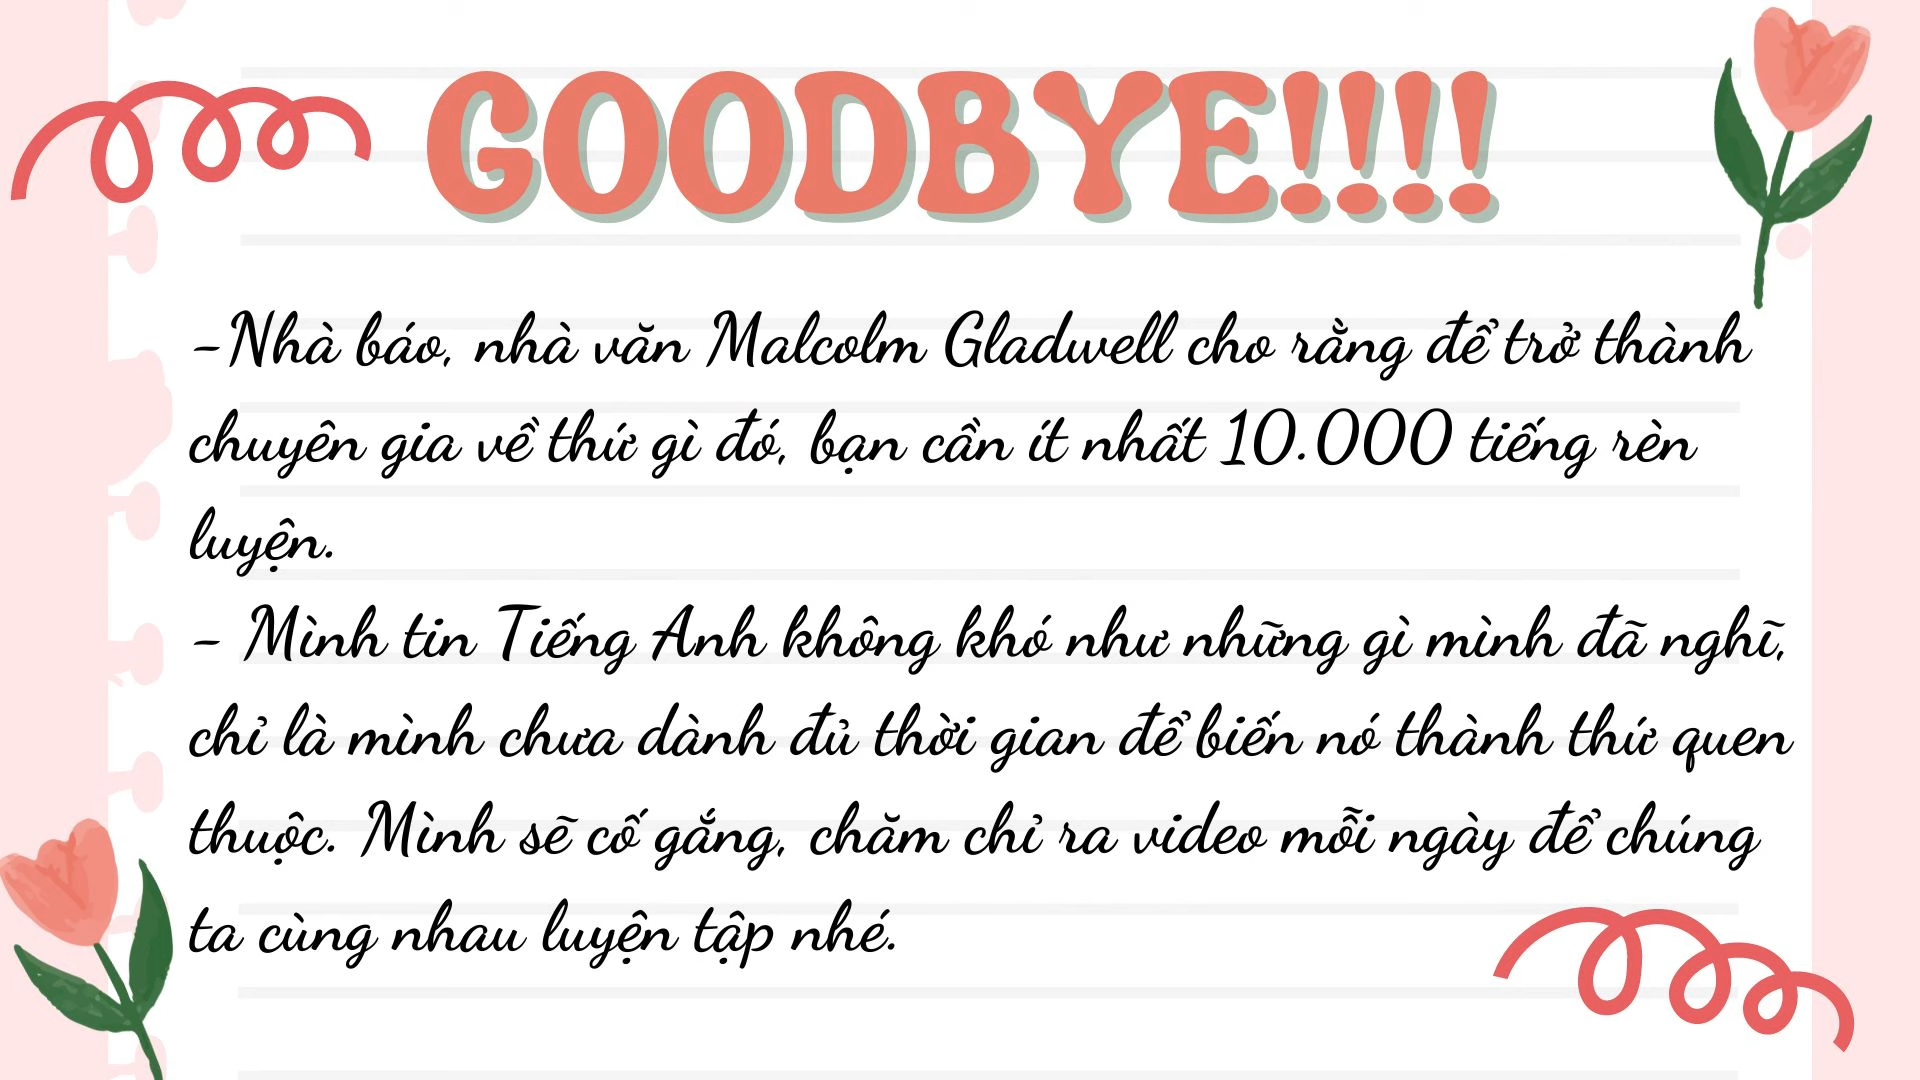 GOODBYE!!!!
-Nhà báo, nhà văn Malcolm Gladwell cho rằng để trở thành
chuyên gia về thứ gì đó, bạn cần ít nhất 10.000 tiếng rèn
luyện.
- Mình tin Tiếng Anh không khó như những gì mình đã nghĩ,
chỉ là mình chưa dành đủ thời gian để biến nó thành thứ quen
thuộc. Mình sẽ cố gắng, chăm chỉ ra video mỗi ngày để chúng
ta cùng nhau luyện tập nhé.